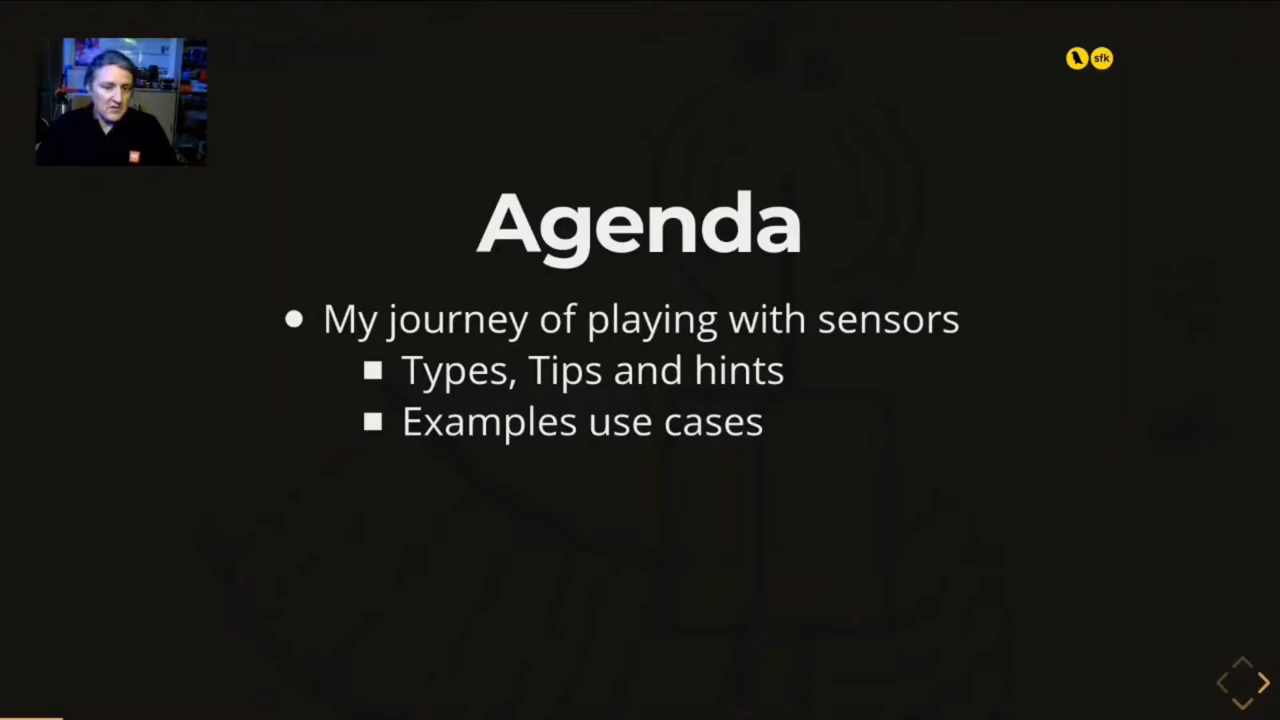 sfk
Agenda
My journey of playing with sensors
Types, Tips and hints
Examples use cases